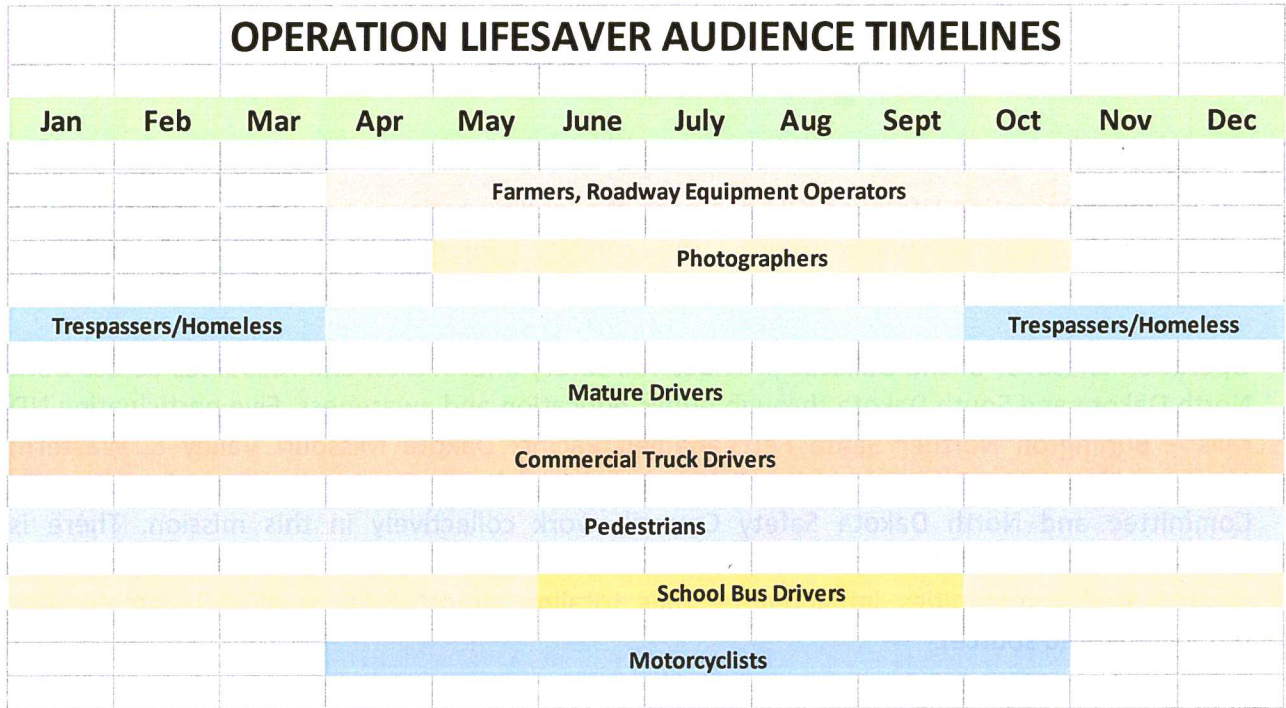 OPERATION LIFESAVER AUDIENCE TIMELINES
Jan Feb Mar Apr May June July Aug Sept Oct Nov Dec
Farmers, Roadway Equipment Operators
Photographers
Trespassers/Homeless Trespassers/Homeless
Mature Drivers
Commercial Truck Drivers
Pedestrians
School Bus Drivers
Motorcyclists